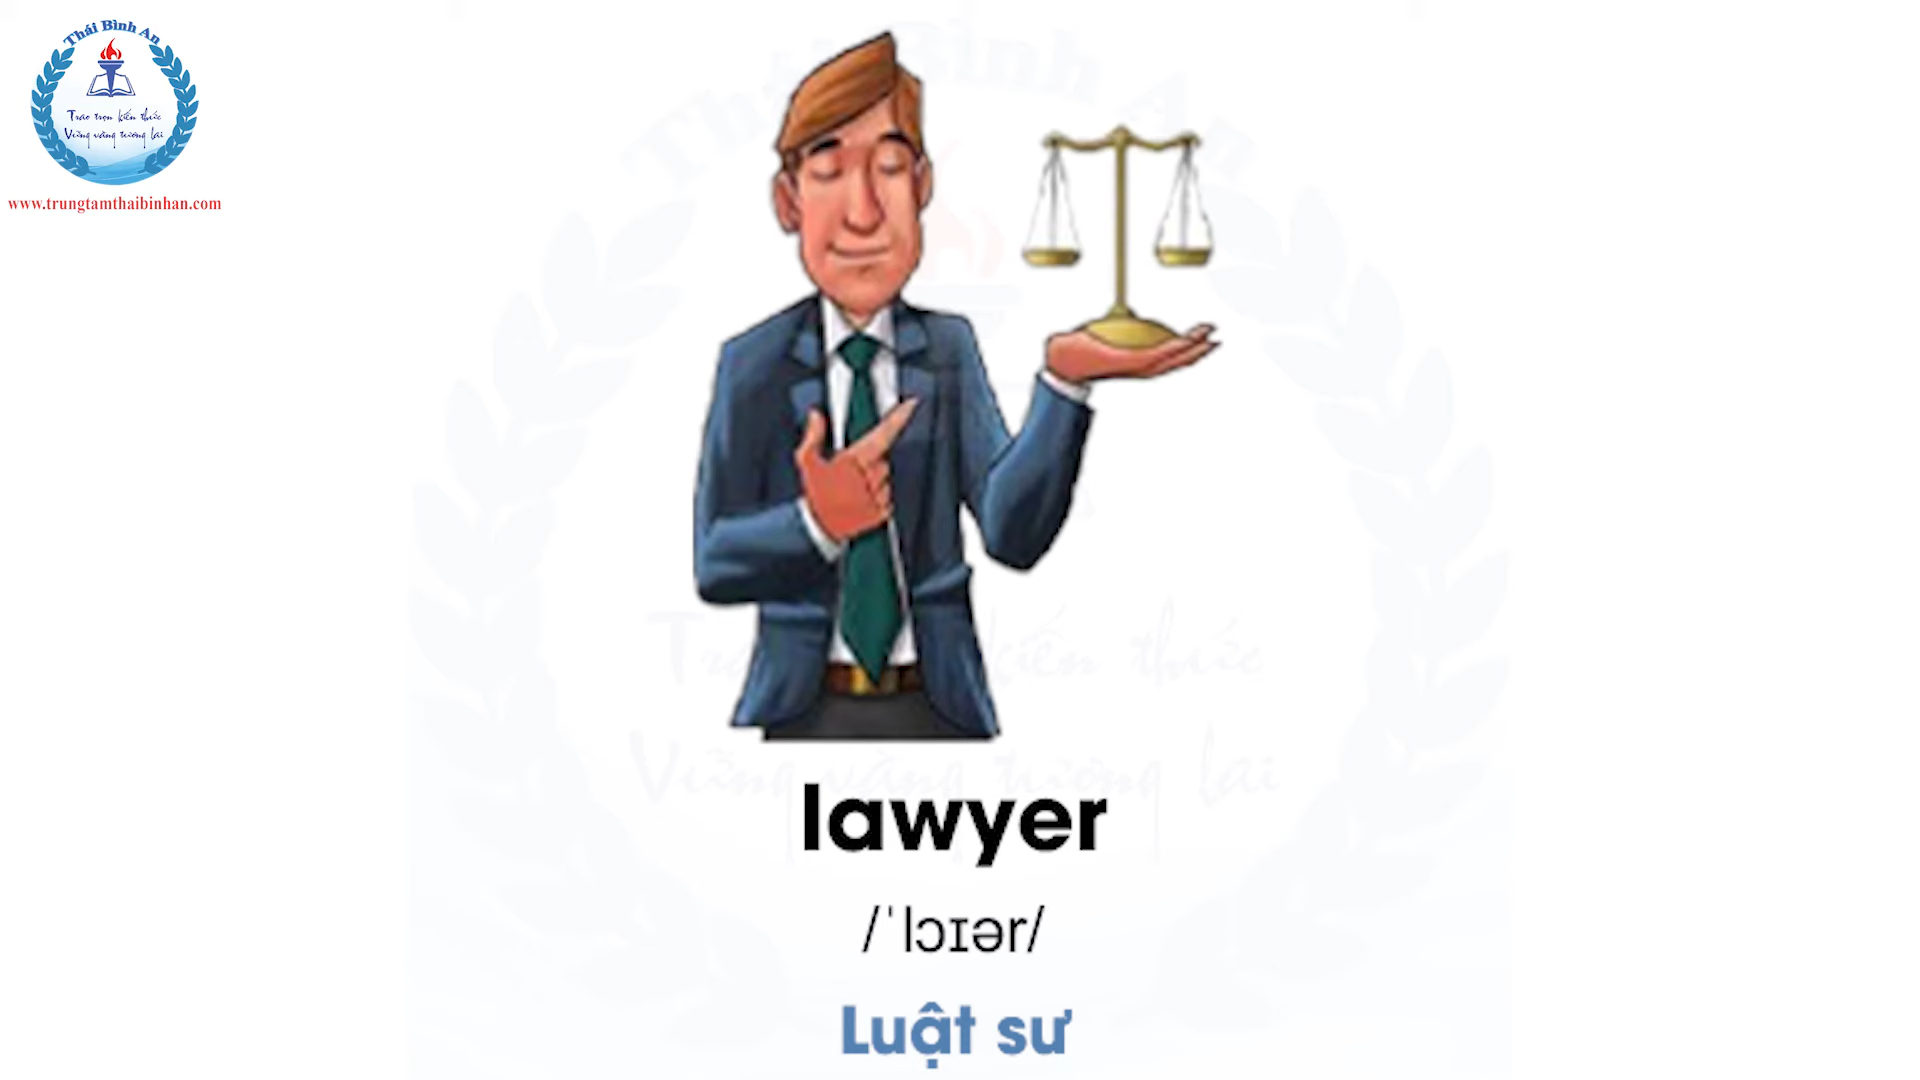 Thái Bình An
Trao trọn kiến thức
Vững vàng tương lai
www.trungtamthaibinhan.com
lawyer
/ˈlɔɪər/
Luật sư